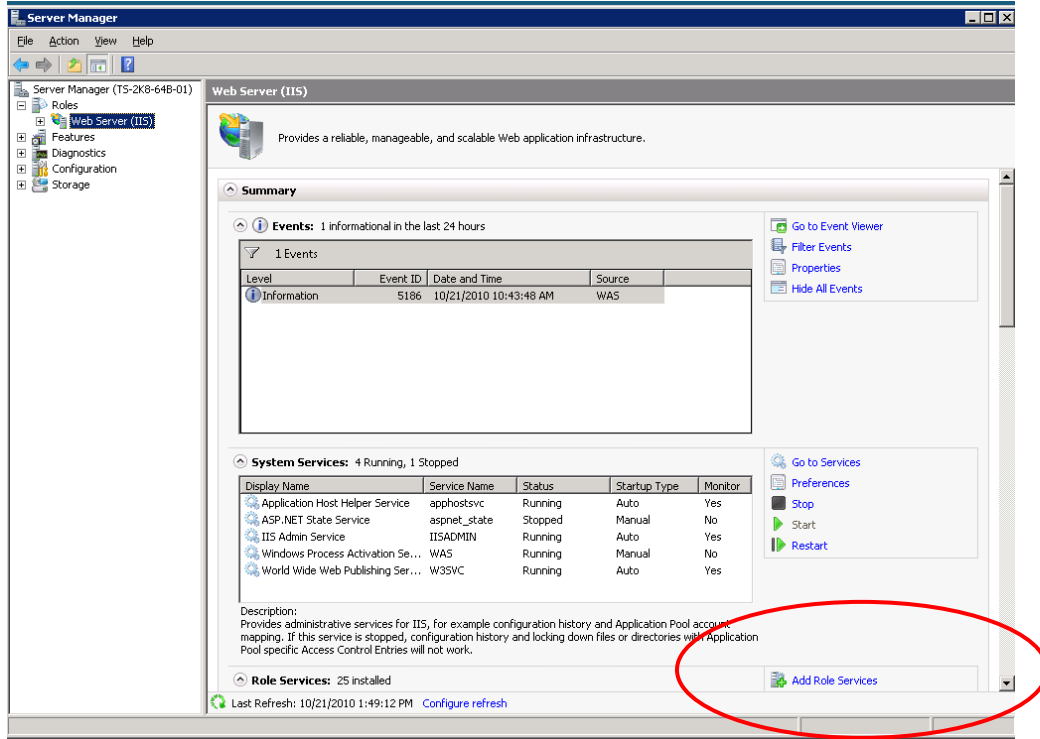 Server Manager
File Action View Help
Server Manager (TS-2K8-64B-01)
Roles
Web Server (IIS)
Features
Diagnostics
Configuration
Storage
Web Server (IIS)
Provides a reliable, manageable, and scalable Web application infrastructure.
Summary
Events: 1 informational in the last 24 hours
1 Events
Level Event ID Date and Time Source
Information 5186 10/21/2010 10:43:48 AM WAS
Go to Event Viewer
Filter Events
Properties
Hide All Events
System Services: 4 Running, 1 Stopped
Display Name Service Name Status Startup Type Monitor
Application Host Helper Service apphostsvc Running Auto Yes
ASP.NET State Service aspnet_state Stopped Manual No
IIS Admin Service IISADMIN Running Auto Yes
Windows Process Activation Se... WAS Running Manual No
World Wide Web Publishing Ser... W3SVC Running Auto Yes
Description:
Provides administrative services for IIS, for example configuration history and Application Pool account
mapping. If this service is stopped, configuration history and locking down files or directories with Application
Pool specific Access Control Entries will not work.
Go to Services
Preferences
Stop
Start
Restart
Role Services: 25 installed
Add Role Services
Last Refresh: 10/21/2010 1:49:12 PM Configure refresh